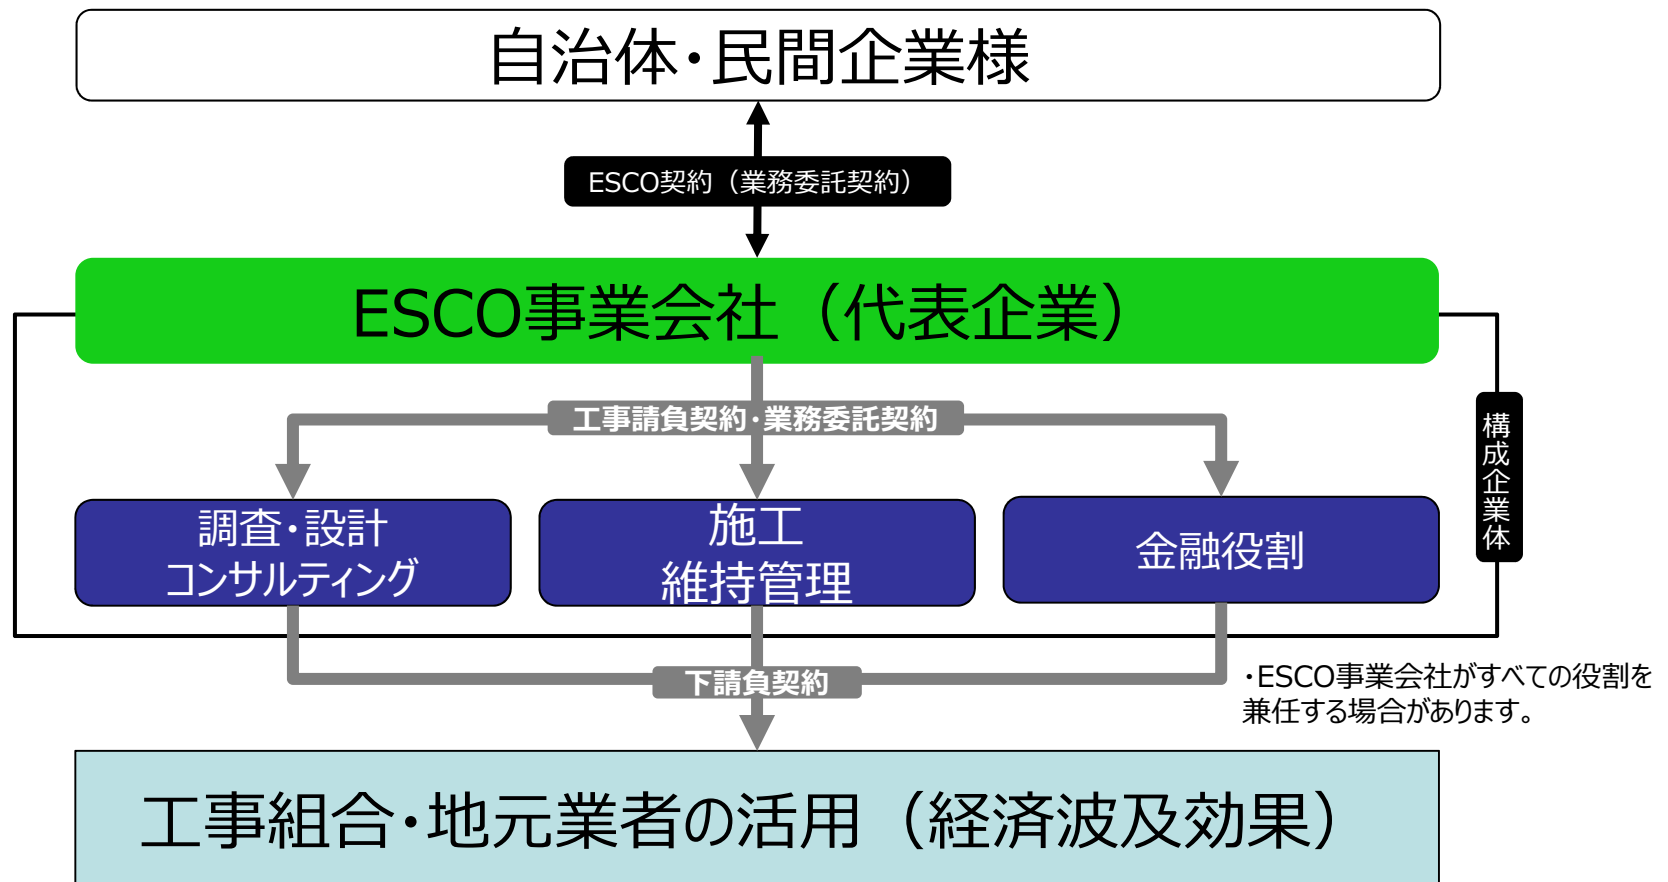 自治体・民間企業様
ESCO契約（業務委託契約）
ESCO事業会社（代表企業）
工事請負契約・業務委託契約
構成企業体
調査・設計
コンサルティング
施工
維持管理
金融役割
下請負契約
・ESCO事業会社がすべての役割を
兼任する場合があります。
工事組合・地元業者の活用（経済波及効果）